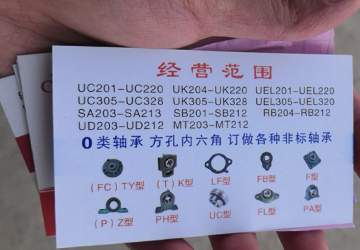 经营范围
UC201-UC220 UK204-UK220 UEL201-UEL220
UC305-UC328 UK305-UK328 UEL305-UEL320
SA203-SA213 SB201-SB212 RB204-RB212
UD203-UD212 MT203-MT212
O类轴承 方孔内六角 订做各种非标轴承
(FC)TY型 (T)K型 LF型 FB型 F型
(P)Z型 PH型 UC型 FL型 PA型